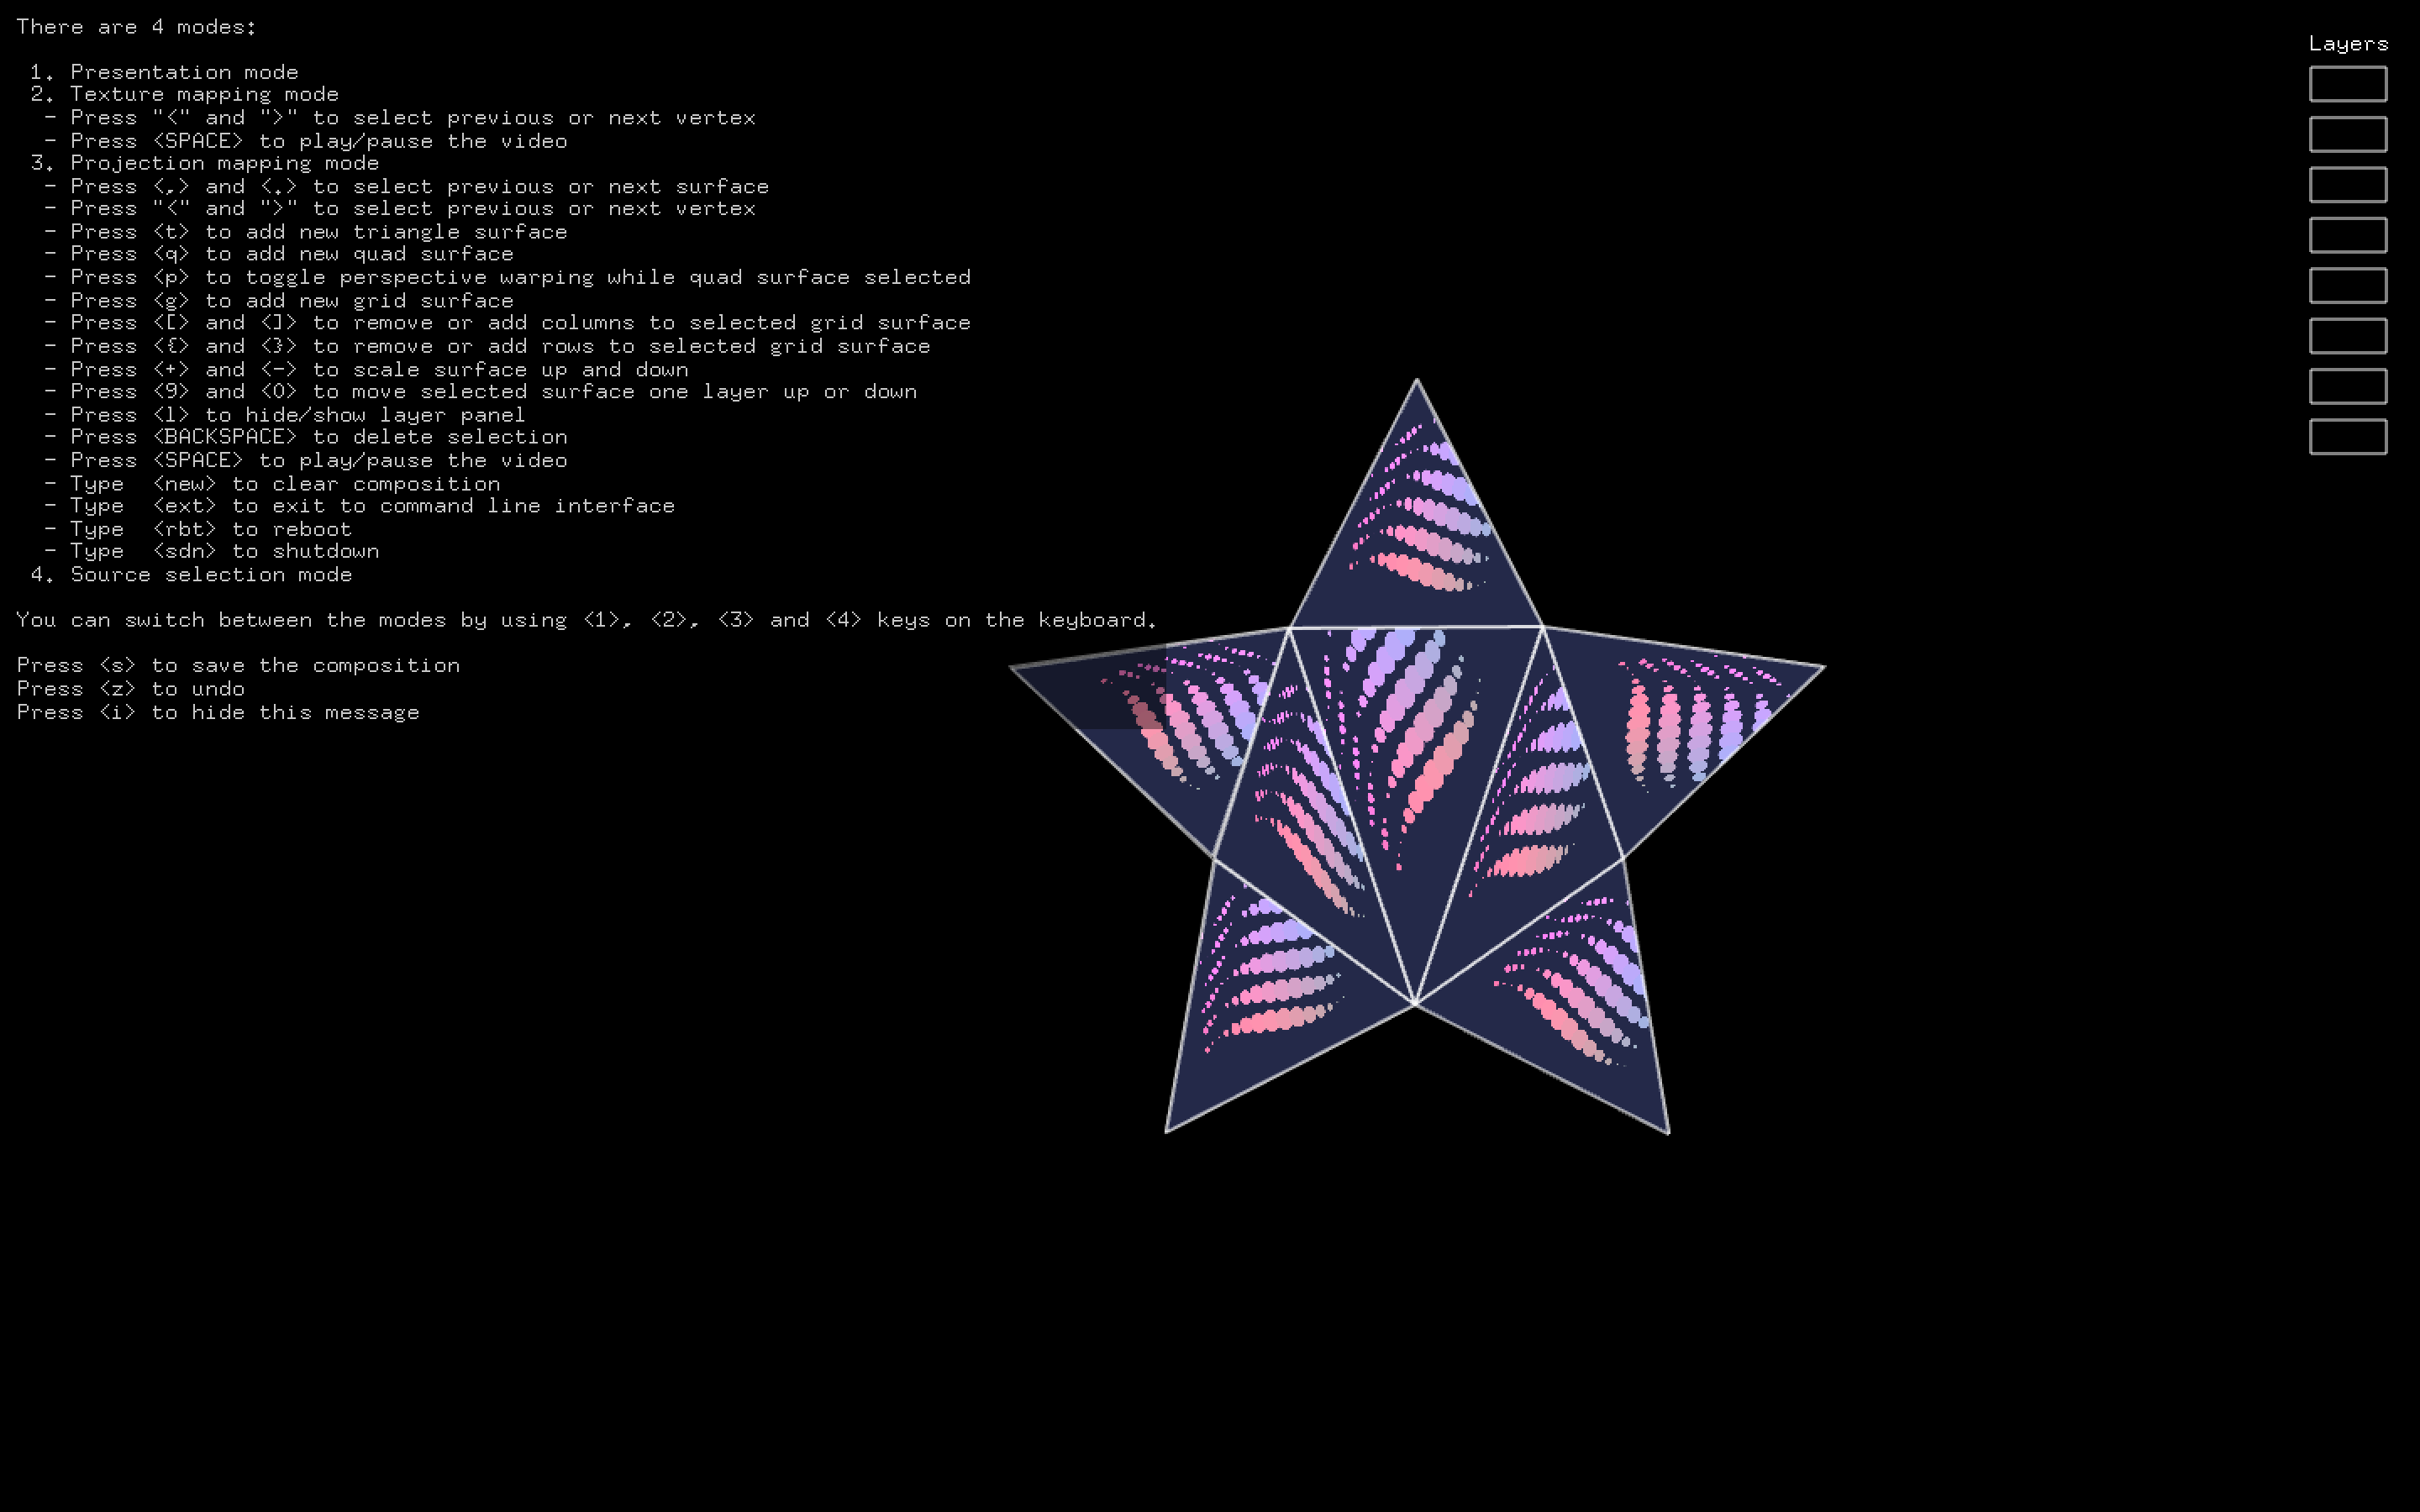 There are 4 modes:
1. Presentation mode
2. Texture mapping mode
- Press "<" and ">" to select previous or next vertex
- Press <SPACE> to play/pause the video
3. Projection mapping mode
- Press <,> and <.> to select previous or next surface
- Press "<" and ">" to select previous or next vertex
- Press <t> to add new triangle surface
- Press <q> to add new quad surface
- Press <p> to toggle perspective warping while quad surface selected
- Press <g> to add new grid surface
- Press <[> and <]> to remove or add columns to selected grid surface
- Press <{> and <}> to remove or add rows to selected grid surface
- Press <+> and <-> to scale surface up and down
- Press <9> and <0> to move selected surface one layer up or down
- Press <l> to hide/show layer panel
- Press <BACKSPACE> to delete selection
- Press <SPACE> to play/pause the video
- Type  <new> to clear composition
- Type  <ext> to exit to command line interface
- Type  <rbt> to reboot
- Type  <sdn> to shutdown
4. Source selection mode
You can switch between the modes by using <1>, <2>, <3> and <4> keys on the keyboard.
Press <s> to save the composition
Press <z> to undo
Press <i> to hide this message
Layers